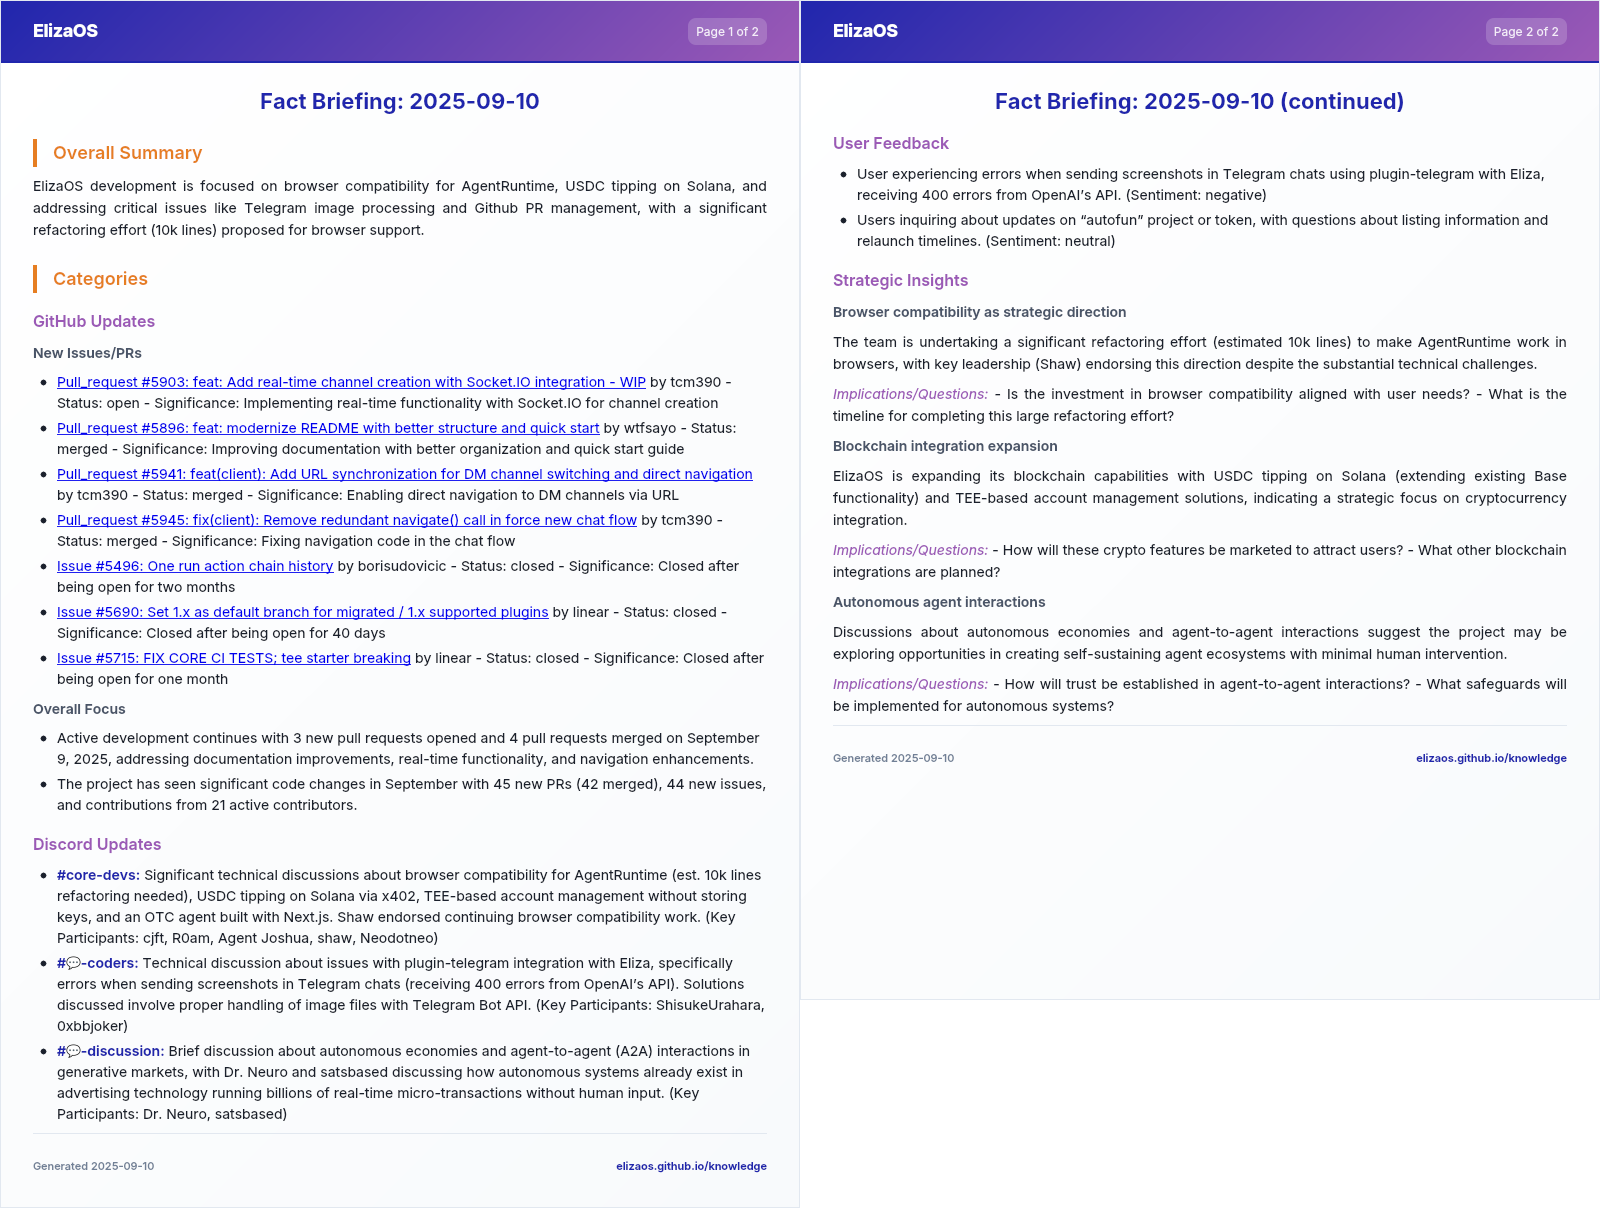 ElizaOS
Page 1 of 2
Fact Briefing: 2025-09-10
Overall Summary
ElizaOS development is focused on browser compatibility for AgentRuntime, USDC tipping on Solana, and
addressing critical issues like Telegram image processing and Github PR management, with a significant
refactoring effort (10k lines) proposed for browser support.
Categories
GitHub Updates
New Issues/PRs
• Pull_request #5903: feat: Add real-time channel creation with Socket.IO integration - WIP by tcm390 -
Status: open - Significance: Implementing real-time functionality with Socket.IO for channel creation
• Pull_request #5896: feat: modernize README with better structure and quick start by wtfsayo - Status:
merged - Significance: Improving documentation with better organization and quick start guide
• Pull_request #5941: feat(client): Add URL synchronization for DM channel switching and direct navigation
by tcm390 - Status: merged - Significance: Enabling direct navigation to DM channels via URL
• Pull_request #5945: fix(client): Remove redundant navigate() call in force new chat flow by tcm390 -
Status: merged - Significance: Fixing navigation code in the chat flow
• Issue #5496: One run action chain history by borisudovicic - Status: closed - Significance: Closed after
being open for two months
• Issue #5690: Set 1.x as default branch for migrated / 1.x supported plugins by linear - Status: closed -
Significance: Closed after being open for 40 days
• Issue #5715: FIX CORE CI TESTS; tee starter breaking by linear - Status: closed - Significance: Closed after
being open for one month
Overall Focus
• Active development continues with 3 new pull requests opened and 4 pull requests merged on September
9, 2025, addressing documentation improvements, real-time functionality, and navigation enhancements.
• The project has seen significant code changes in September with 45 new PRs (42 merged), 44 new issues,
and contributions from 21 active contributors.
Discord Updates
• #core-devs: Significant technical discussions about browser compatibility for AgentRuntime (est. 10k lines
refactoring needed), USDC tipping on Solana via x402, TEE-based account management without storing
keys, and an OTC agent built with Next.js. Shaw endorsed continuing browser compatibility work. (Key
Participants: cjft, R0am, Agent Joshua, shaw, Neodotneo)
• #💬-coders: Technical discussion about issues with plugin-telegram integration with Eliza, specifically
errors when sending screenshots in Telegram chats (receiving 400 errors from OpenAI's API). Solutions
discussed involve proper handling of image files with Telegram Bot API. (Key Participants: ShisukeUrahara,
0xbbjoker)
• #💬-discussion: Brief discussion about autonomous economies and agent-to-agent (A2A) interactions in
generative markets, with Dr. Neuro and satsbased discussing how autonomous systems already exist in
advertising technology running billions of real-time micro-transactions without human input. (Key
Participants: Dr. Neuro, satsbased)
Generated 2025-09-10
elizaos.github.io/knowledge
ElizaOS
Page 2 of 2
Fact Briefing: 2025-09-10 (continued)
User Feedback
• User experiencing errors when sending screenshots in Telegram chats using plugin-telegram with Eliza,
receiving 400 errors from OpenAI's API. (Sentiment: negative)
• Users inquiring about updates on “autofun” project or token, with questions about listing information and
relaunch timelines. (Sentiment: neutral)
Strategic Insights
Browser compatibility as strategic direction
The team is undertaking a significant refactoring effort (estimated 10k lines) to make AgentRuntime work in
browsers, with key leadership (Shaw) endorsing this direction despite the substantial technical challenges.
Implications/Questions: - Is the investment in browser compatibility aligned with user needs? - What is the
timeline for completing this large refactoring effort?
Blockchain integration expansion
ElizaOS is expanding its blockchain capabilities with USDC tipping on Solana (extending existing Base
functionality) and TEE-based account management solutions, indicating a strategic focus on cryptocurrency
integration.
Implications/Questions: - How will these crypto features be marketed to attract users? - What other blockchain
integrations are planned?
Autonomous agent interactions
Discussions about autonomous economies and agent-to-agent interactions suggest the project may be
exploring opportunities in creating self-sustaining agent ecosystems with minimal human intervention.
Implications/Questions: - How will trust be established in agent-to-agent interactions? - What safeguards will
be implemented for autonomous systems?
Generated 2025-09-10
elizaos.github.io/knowledge